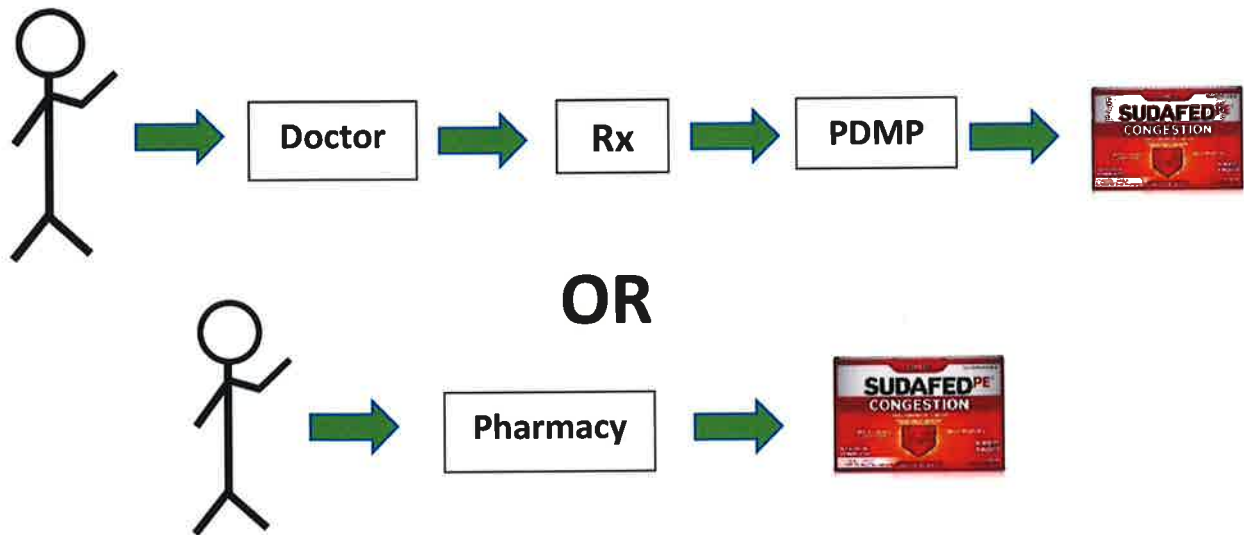 Doctor
Rx
PDMP
SUDAFED PE
CONGESTION
OR
Pharmacy
SUDAFED PE
CONGESTION